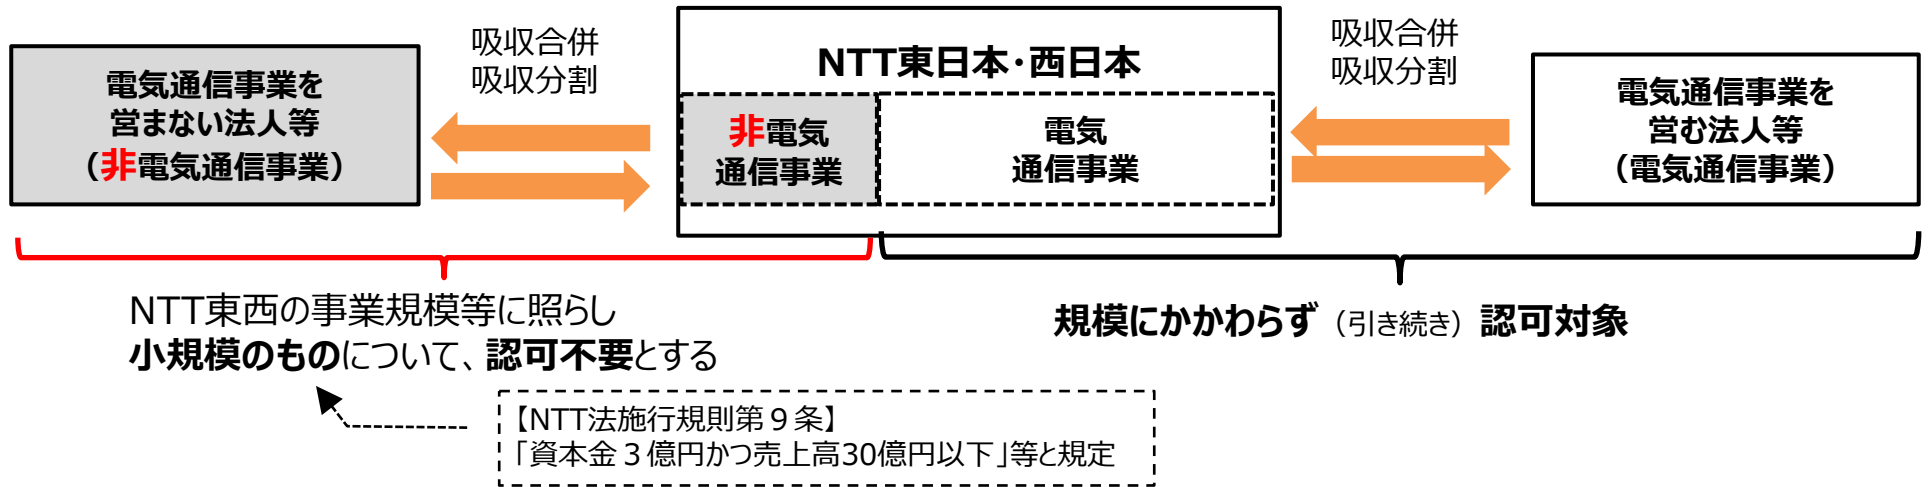 電気通信事業を
営まない法人等
（非電気通信事業）
吸収合併
吸収分割
NTT東日本・西日本
非電気
通信事業
電気
通信事業
吸収合併
吸収分割
電気通信事業を
営む法人等
（電気通信事業）
NTT東西の事業規模等に照らし
小規模のものについて、認可不要とする
規模にかかわらず（引き続き）認可対象
【NTT法施行規則第９条】
「資本金３億円かつ売上高30億円以下」等と規定